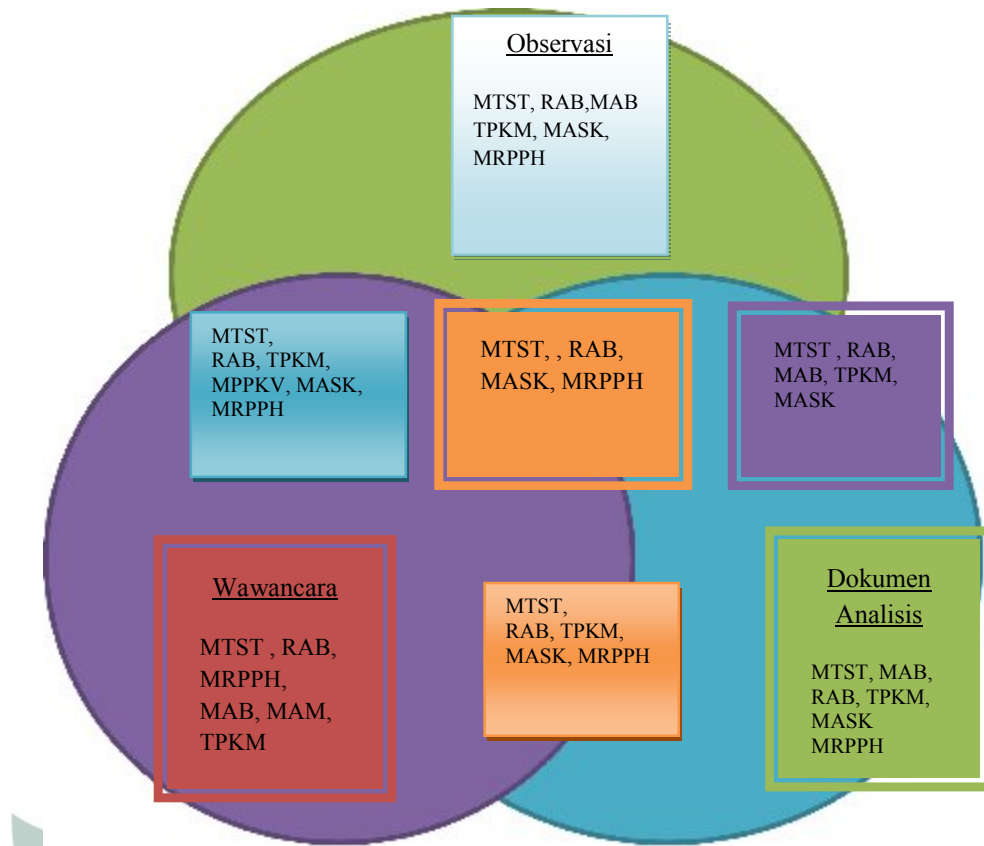 Observasi
MTST, RAB,MAB
TPKM, MASK,
MRPPH
MTST,
RAB, TPKM,
MPPKV, MASK,
MRPPH
MTST, , RAB,
MASK, MRPPH
MTST , RAB,
MAB, TPKM,
MASK
Wawancara
MTST , RAB,
MRPPH,
MAB, MAM,
TPKM
MTST,
RAB, TPKM,
MASK, MRPPH
Dokumen
Analisis
MTST, MAB,
RAB, TPKM,
MASK
MRPPH